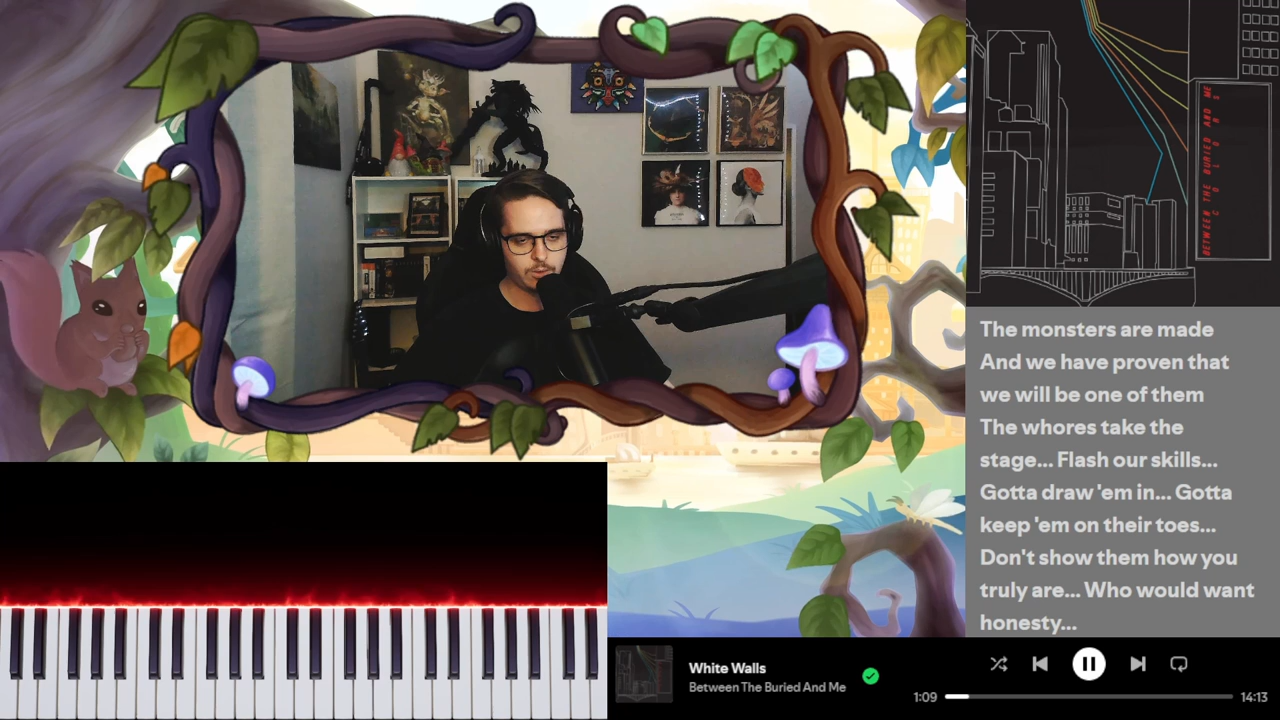 BETWEEN THE BURIED AND ME
COLORS
The monsters are made
And we have proven that
we will be one of them
The whores take the
stage... Flash our skills...
Gotta draw 'em in... Gotta
keep 'em on their toes...
Don't show them how you
truly are... Who would want
honesty...
White Walls
Between The Buried And Me
1:09
14:13